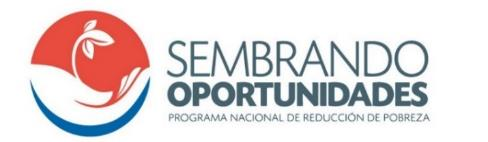 SEMBRANDO
OPORTUNIDADES
PROGRAMA NACIONAL DE REDUCCIÓN DE POBREZA